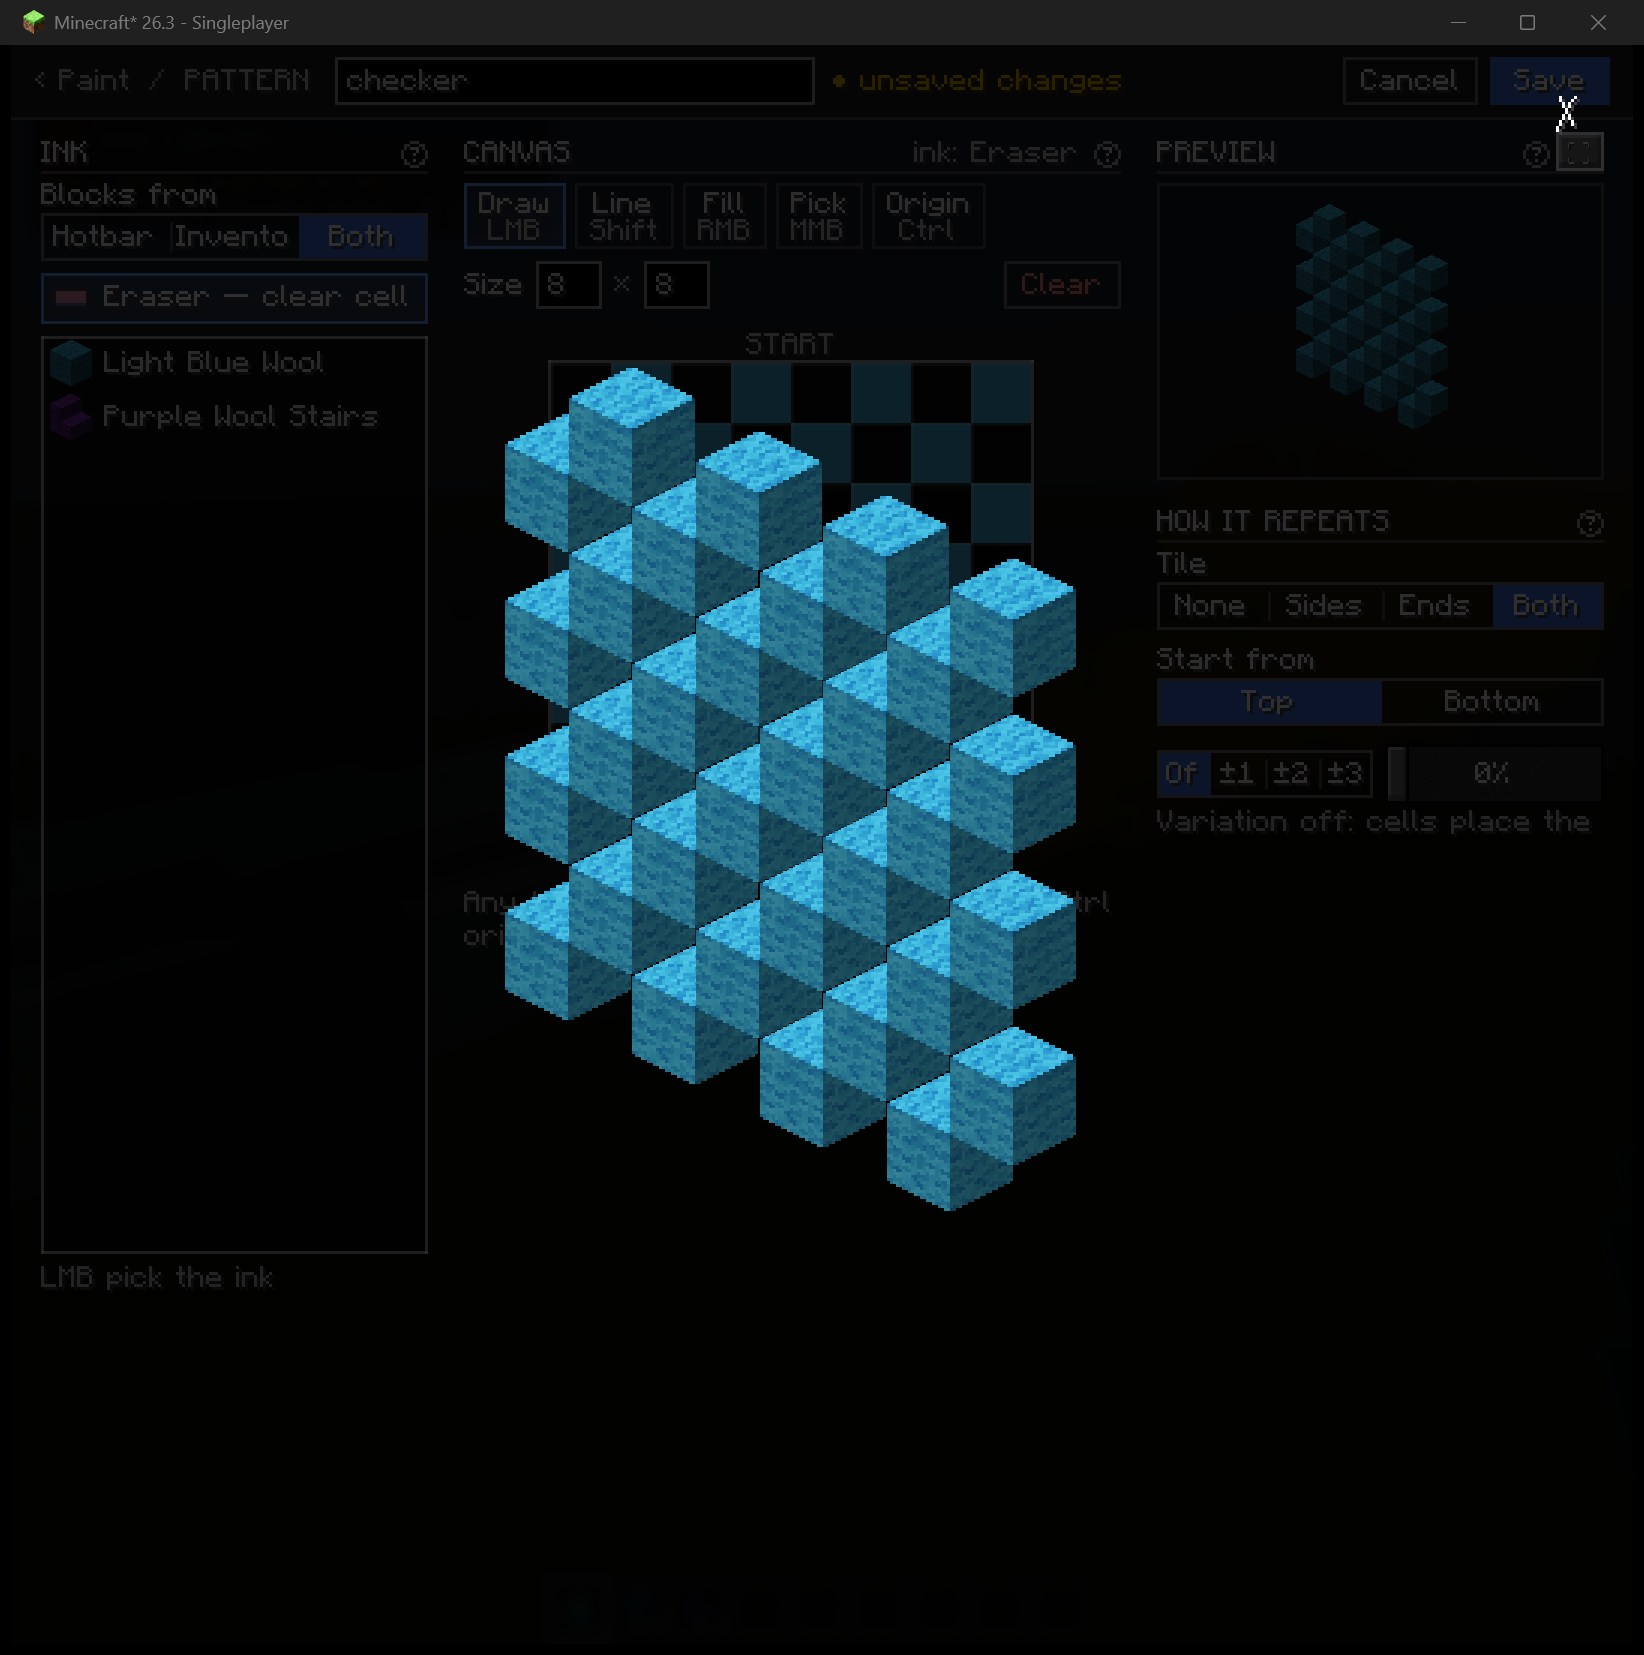 Minecraft* 26.3 - Singleplayer
< Paint / PATTERN
checker
• unsaved changes
Cancel
Save
INK
?
Blocks from
Hotbar
Invento
Both
Eraser — clear cell
Light Blue Wool
Purple Wool Stairs
LMB pick the ink
CANVAS
ink: Eraser
?
Draw
LMB
Line
Shift
Fill
RMB
Pick
MMB
Origin
Ctrl
Size
8
×
8
Clear
START
PREVIEW
?
HOW IT REPEATS
?
Tile
None
Sides
Ends
Both
Start from
Top
Bottom
Of
±1
±2
±3
0%
Variation off: cells place the